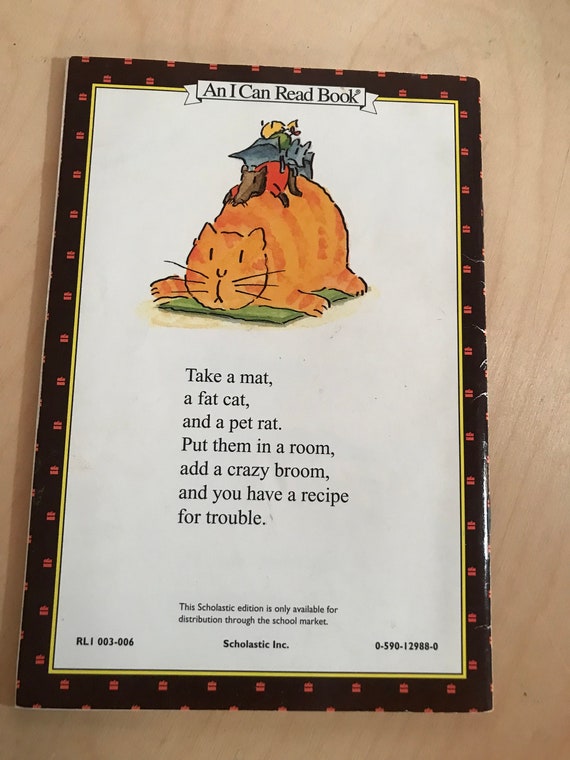 An I Can Read Book®
Take a mat,
a fat cat,
and a pet rat.
Put them in a room,
add a crazy broom,
and you have a recipe
for trouble.
This Scholastic edition is only available for
distribution through the school market.
RL1 003-006 Scholastic Inc. 0-590-12988-0